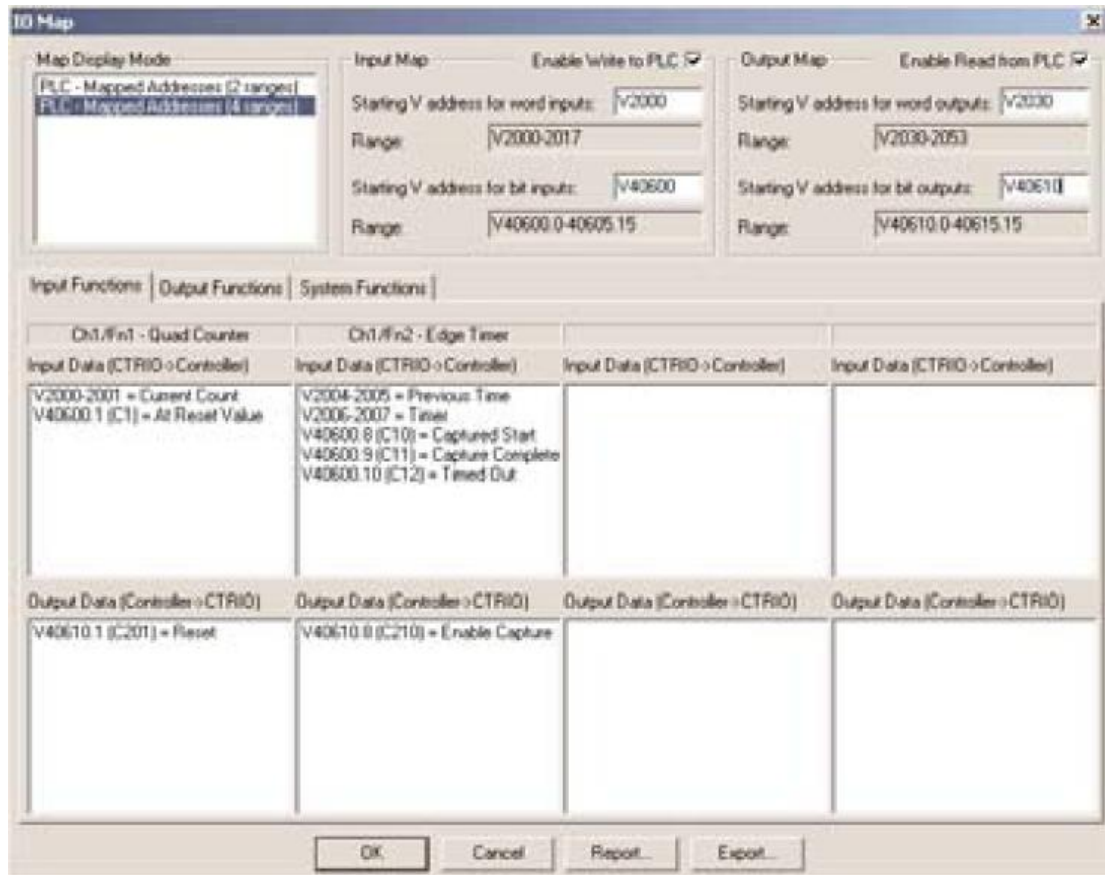 IO Map
Map Display Mode
PLC - Mapped Addresses (2 ranges)
PLC - Mapped Addresses (4 ranges)
Input Map
Enable Write to PLC
Starting V address for word inputs: V2000
Range: V2000-2017
Starting V address for bit inputs: V40600
Range: V40600.0-40605.15
Output Map
Enable Read from PLC
Starting V address for word outputs: V2030
Range: V2030-2053
Starting V address for bit outputs: V40610
Range: V40610.0-40615.15
Input Functions
Output Functions
System Functions
Ch1/Fn1 - Quad Counter
Input Data (CTRIO->Controller)
V2000-2001 = Current Count
V40600.1 (C1) = At Reset Value
Ch1/Fn2 - Edge Timer
Input Data (CTRIO->Controller)
V2004-2005 = Previous Time
V2006-2007 = Timer
V40600.8 (C10) = Captured Start
V40600.9 (C11) = Capture Complete
V40600.10 (C12) = Timed Out
Input Data (CTRIO->Controller)
Input Data (CTRIO->Controller)
Output Data (Controller->CTRIO)
V40610.1 (C201) = Reset
Output Data (Controller->CTRIO)
V40610.8 (C210) = Enable Capture
Output Data (Controller->CTRIO)
Output Data (Controller->CTRIO)
OK
Cancel
Report...
Export...